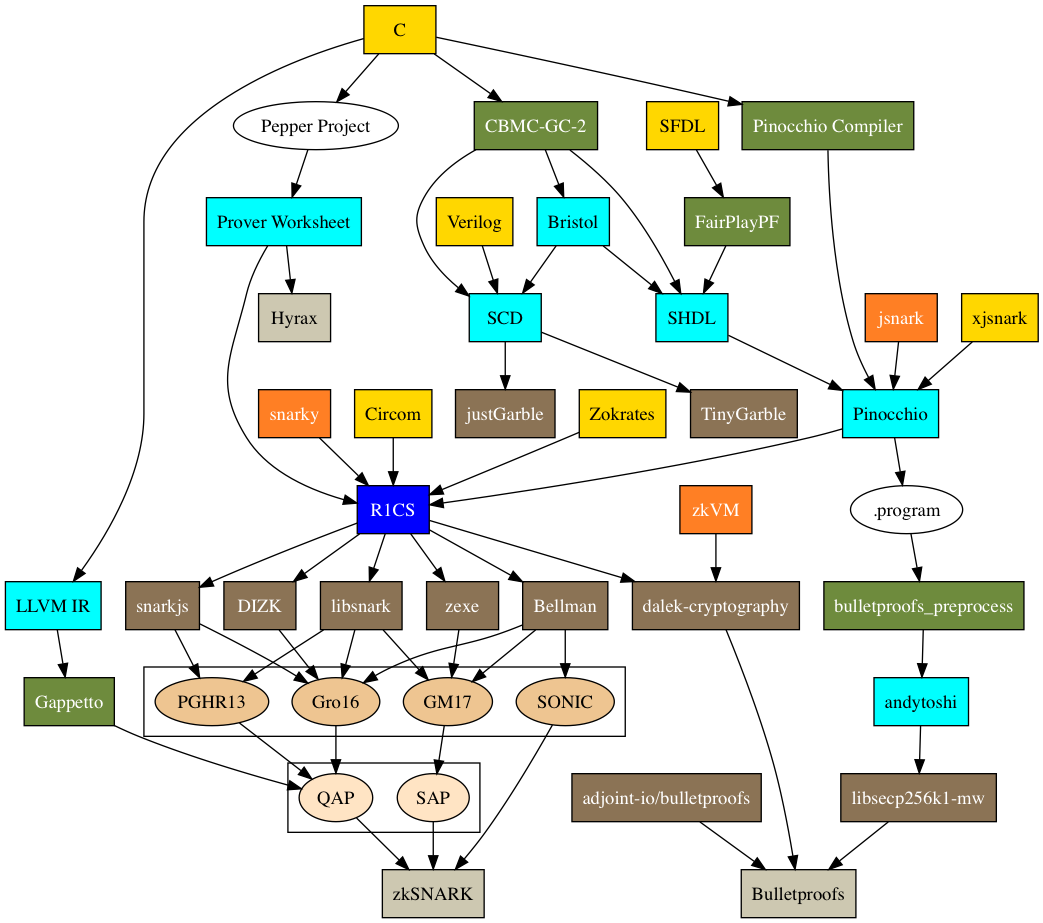 C
Pepper Project
CBMC-GC-2
SFDL
Pinocchio Compiler
Prover Worksheet
Verilog
Bristol
FairPlayPF
Hyrax
SCD
SHDL
jsnark
xjsnark
snarky
Circom
justGarble
Zokrates
TinyGarble
Pinocchio
R1CS
zkVM
.program
LLVM IR
snarkjs
DIZK
libsnark
zexe
Bellman
dalek-cryptography
bulletproofs_preprocess
Gappetto
PGHR13
Gro16
GM17
SONIC
andytoshi
QAP
SAP
adjoint-io/bulletproofs
libsecp256k1-mw
zkSNARK
Bulletproofs